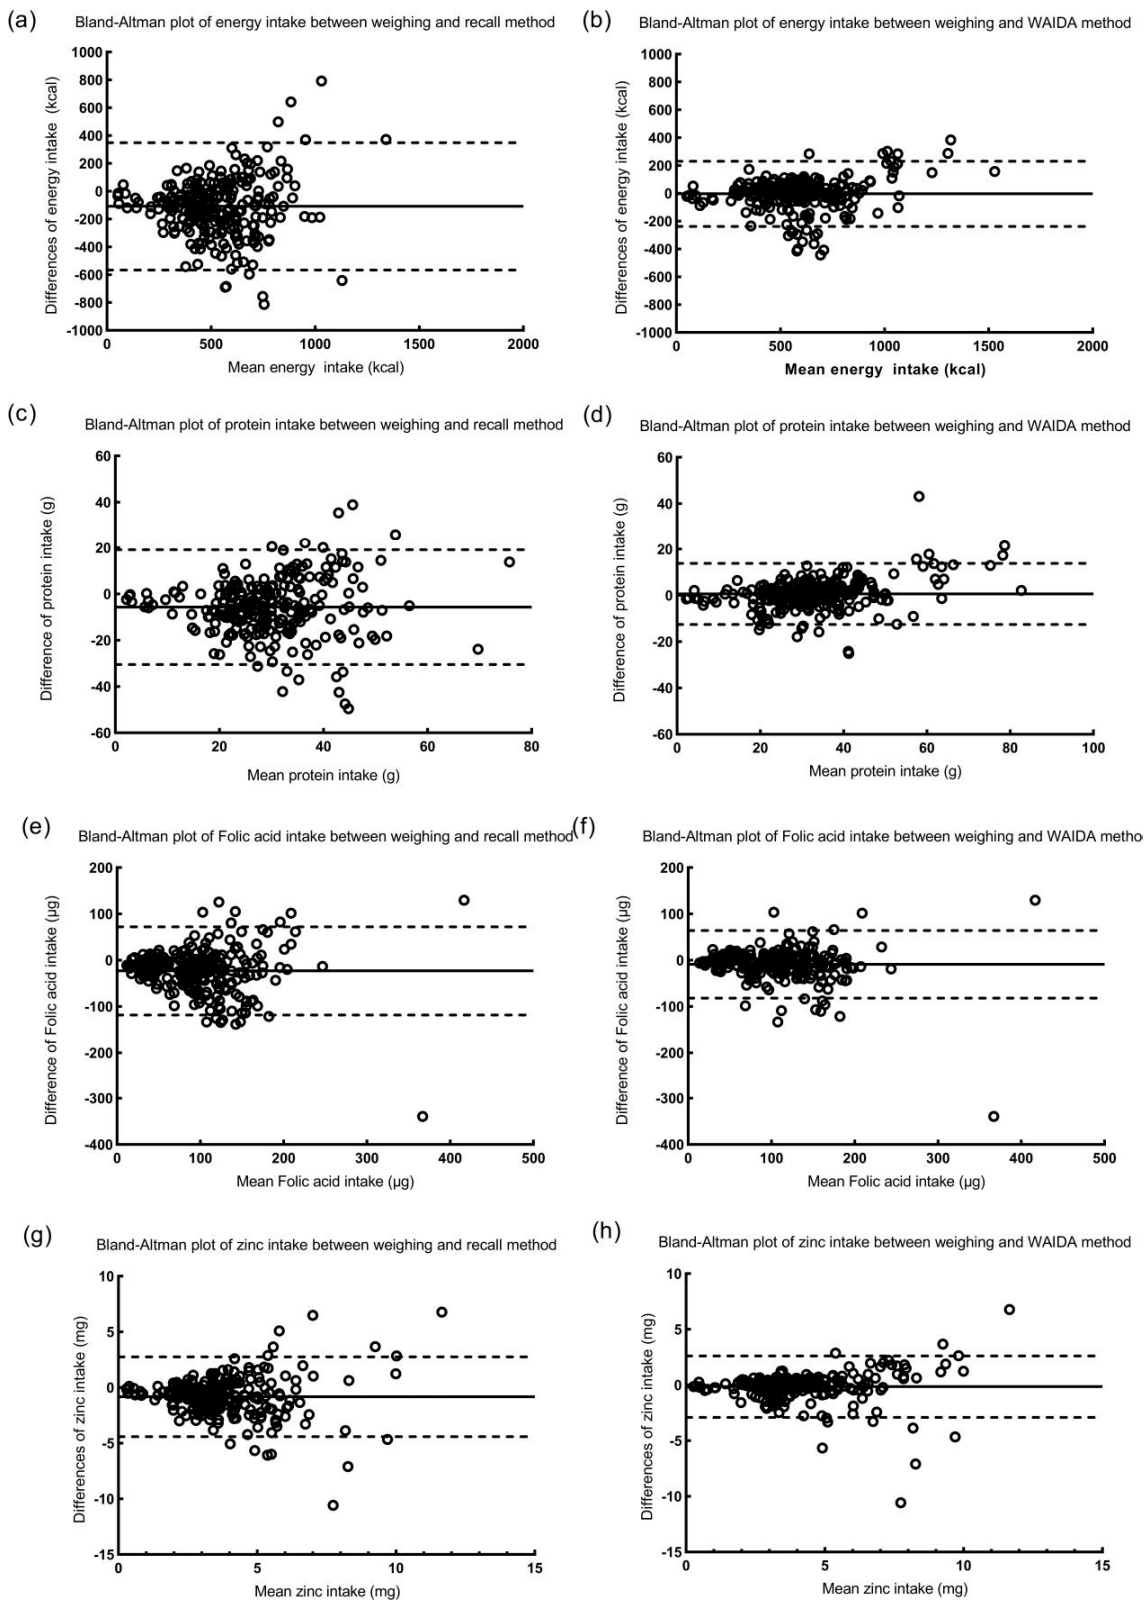 (a)
Bland-Altman plot of energy intake between weighing and recall method
Differences of energy intake (kcal)
1000
800
600
400
200
0
-200
-400
-600
-800
-1000
0 500 1000 1500 2000
Mean energy intake (kcal)
(b)
Bland-Altman plot of energy intake between weighing and WAIDA method
Differences of energy intake (kcal)
1000
800
600
400
200
0
-200
-400
-600
-800
-1000
0 500 1000 1500 2000
Mean energy intake (kcal)
(c)
Bland-Altman plot of protein intake between weighing and recall method
Difference of protein intake (g)
60
40
20
0
-20
-40
-60
0 20 40 60 80
Mean protein intake (g)
(d)
Bland-Altman plot of protein intake between weighing and WAIDA method
Difference of protein intake (g)
60
40
20
0
-20
-40
-60
0 20 40 60 80 100
Mean protein intake (g)
(e)
Bland-Altman plot of Folic acid intake between weighing and recall method
Difference of Folic acid intake (μg)
200
100
0
-100
-200
-300
-400
0 100 200 300 400 500
Mean Folic acid intake (μg)
(f)
Bland-Altman plot of Folic acid intake between weighing and WAIDA metho
Difference of Folic acid intake (μg)
200
100
0
-100
-200
-300
-400
0 100 200 300 400 500
Mean Folic acid intake (μg)
(g)
Bland-Altman plot of zinc intake between weighing and recall method
Differences of zinc intake (mg)
10
5
0
-5
-10
-15
0 5 10 15
Mean zinc intake (mg)
(h)
Bland-Altman plot of zinc intake between weighing and WAIDA method
Differences of zinc intake (mg)
10
5
0
-5
-10
-15
0 5 10 15
Mean zinc intake (mg)